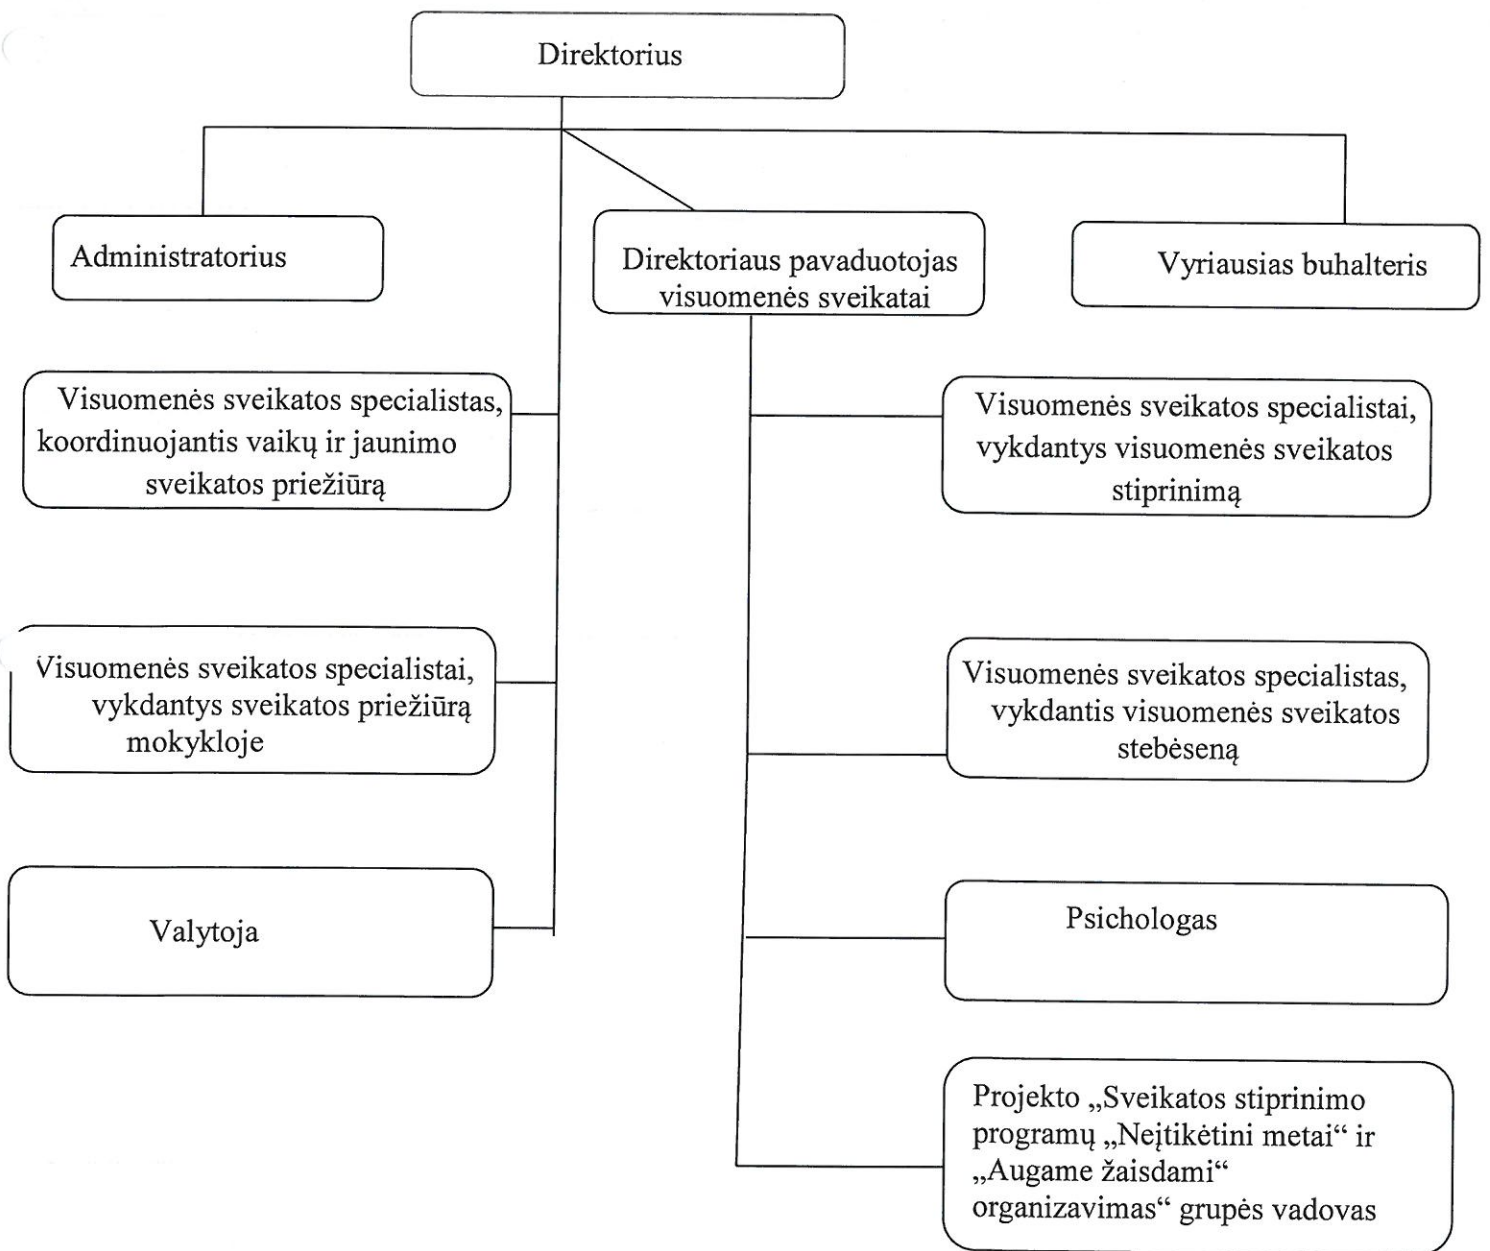 Direktorius
Administratorius
Direktoriaus pavaduotojas
visuomenės sveikatai
Vyriausias buhalteris
Visuomenės sveikatos specialistas,
koordinuojantis vaikų ir jaunimo
sveikatos priežiūrą
Visuomenės sveikatos specialistai,
vykdantys visuomenės sveikatos
stiprinimą
Visuomenės sveikatos specialistai,
vykdantys sveikatos priežiūrą
mokykloje
Visuomenės sveikatos specialistas,
vykdantis visuomenės sveikatos
stebėseną
Valytoja
Psichologas
Projekto „Sveikatos stiprinimo
programų „Neįtikėtini metai“ ir
„Augame žaisdami“
organizavimas“ grupės vadovas